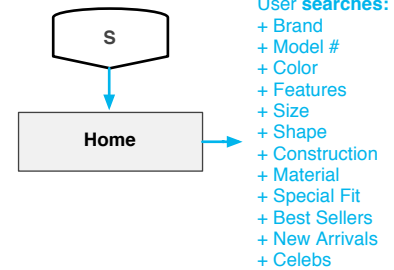 User searches:
S
+ Brand
+ Model #
+ Color
+ Features
+ Size
Home
+ Shape
+ Construction
+ Material
+ Special Fit
+ Best Sellers
+ New Arrivals
+ Celebs